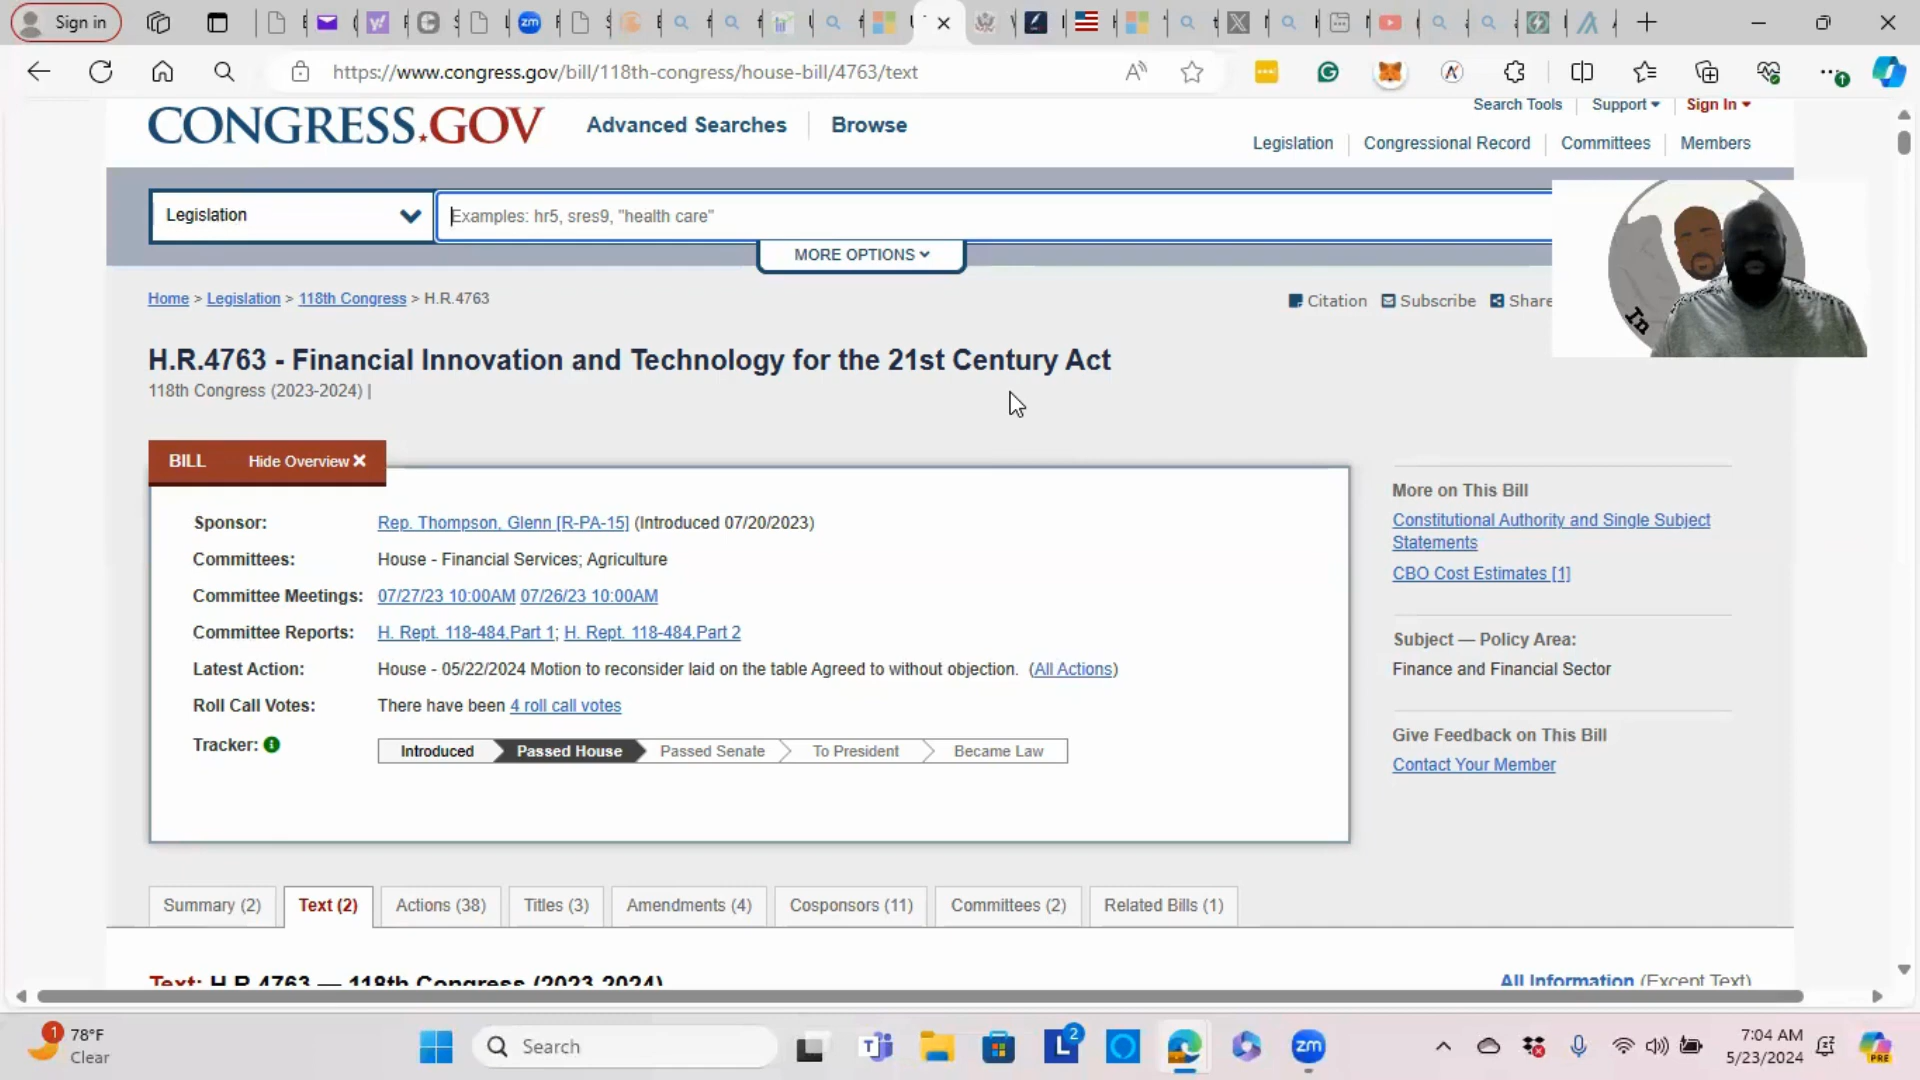 Sign in
https://www.congress.gov/bill/118th-congress/house-bill/4763/text
Search Tools Support Sign In
CONGRESS.GOV Advanced Searches Browse
Legislation Congressional Record Committees Members
Legislation Examples: hr5, sres9, "health care"
MORE OPTIONS
Home > Legislation > 118th Congress > H.R.4763
Citation Subscribe Share
In
H.R.4763 - Financial Innovation and Technology for the 21st Century Act
118th Congress (2023-2024) |
BILL Hide Overview
Sponsor: Rep. Thompson, Glenn [R-PA-15] (Introduced 07/20/2023)
Committees: House - Financial Services; Agriculture
Committee Meetings: 07/27/23 10:00AM 07/26/23 10:00AM
Committee Reports: H. Rept. 118-484,Part 1; H. Rept. 118-484,Part 2
Latest Action: House - 05/22/2024 Motion to reconsider laid on the table Agreed to without objection. (All Actions)
Roll Call Votes: There have been 4 roll call votes
Tracker: Introduced Passed House Passed Senate To President Became Law
More on This Bill
Constitutional Authority and Single Subject
Statements
CBO Cost Estimates [1]
Subject — Policy Area:
Finance and Financial Sector
Give Feedback on This Bill
Contact Your Member
Summary (2) Text (2) Actions (38) Titles (3) Amendments (4) Cosponsors (11) Committees (2) Related Bills (1)
Text: H.R.4763 — 118th Congress (2023-2024)
All Information (Except Text)
78°F
Clear
Search
7:04 AM
5/23/2024